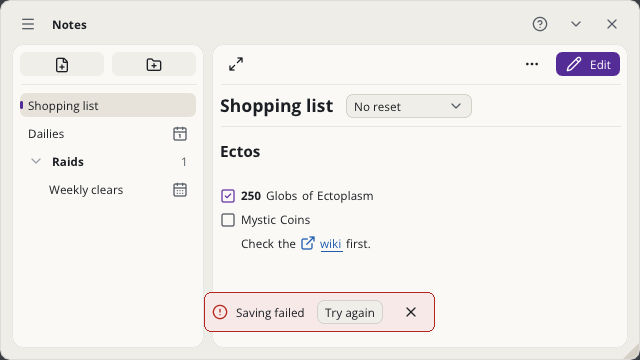 Notes
Edit
Shopping list
Dailies
Raids 1
Weekly clears
Shopping list No reset
Ectos
250 Globs of Ectoplasm
Mystic Coins
Check the wiki first.
Saving failed Try again